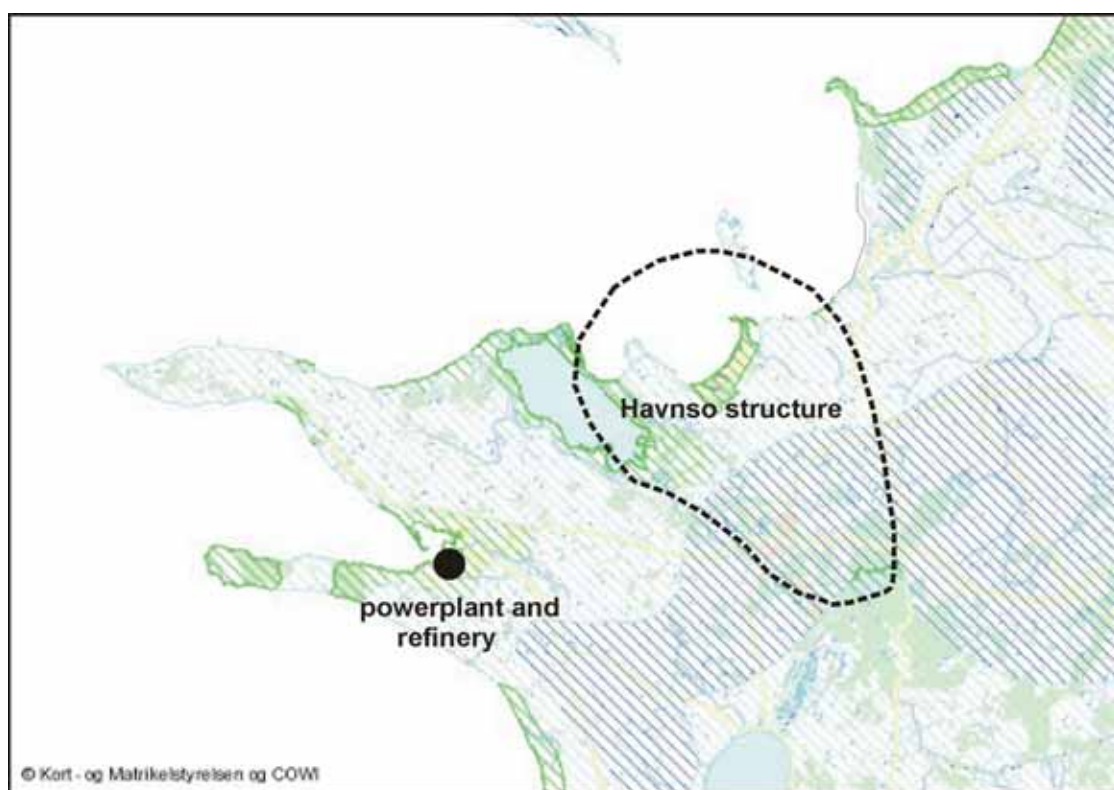 Havnso structure
powerplant and
refinery
© Kort - og Matrikelstyrelsen og COWI